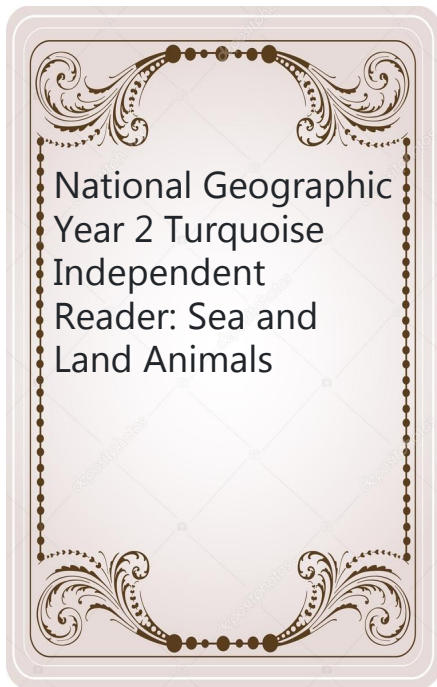 National Geographic
Year 2 Turquoise
Independent
Reader: Sea and
Land Animals